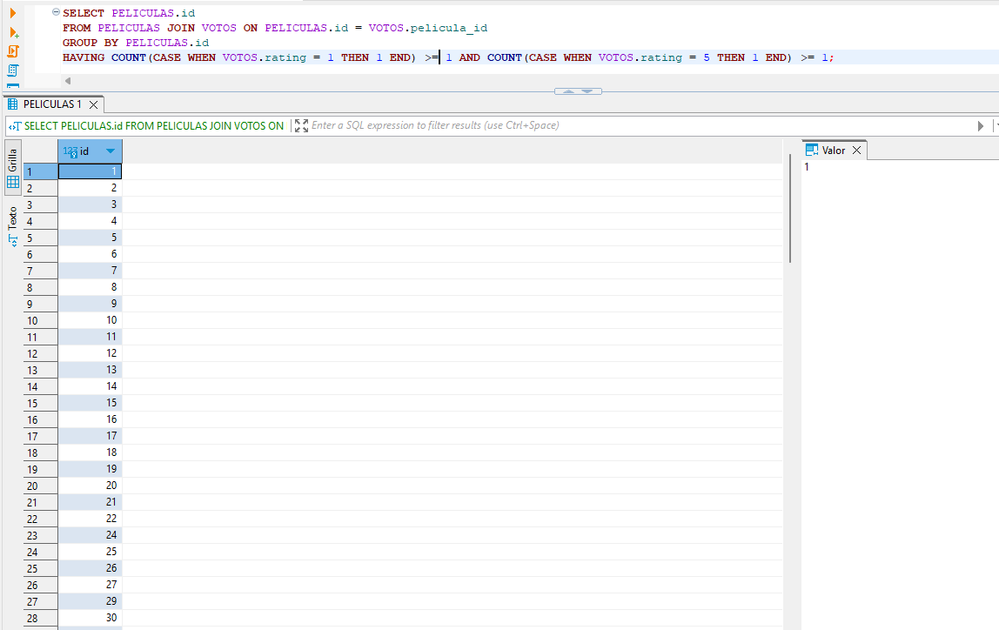 SELECT PELICULAS.id
FROM PELICULAS JOIN VOTOS ON PELICULAS.id = VOTOS.pelicula_id
GROUP BY PELICULAS.id
HAVING COUNT(CASE WHEN VOTOS.rating = 1 THEN 1 END) >= 1 AND COUNT(CASE WHEN VOTOS.rating = 5 THEN 1 END) >= 1;
PELICULAS 1
SELECT PELICULAS.id FROM PELICULAS JOIN VOTOS ON
Enter a SQL expression to filter results (use Ctrl+Space)
Grilla
Texto
123 id
Valor
1
1 1
2 2
3 3
4 4
5 5
6 6
7 7
8 8
9 9
10 10
11 11
12 12
13 13
14 14
15 15
16 16
17 17
18 18
19 19
20 20
21 21
22 22
23 24
24 25
25 26
26 27
27 29
28 30